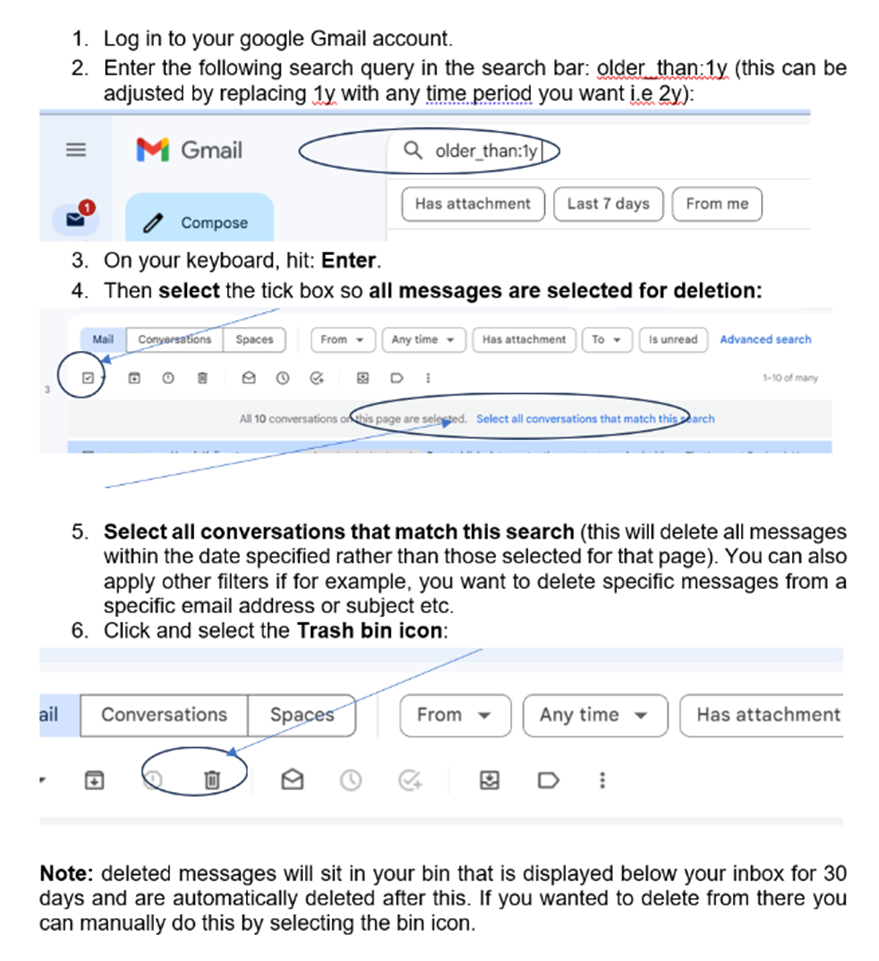 1. Log in to your google Gmail account.
2. Enter the following search query in the search bar: older_than:1y (this can be
adjusted by replacing 1y with any time period you want i.e 2y):
Gmail
older_than:1y
1
Compose
Has attachment
Last 7 days
From me
3. On your keyboard, hit: Enter.
4. Then select the tick box so all messages are selected for deletion:
Mail
Conversations
Spaces
From
Any time
Has attachment
To
Is unread
Advanced search
3
1-10 of many
All 10 conversations on this page are selected. Select all conversations that match this search
5. Select all conversations that match this search (this will delete all messages
within the date specified rather than those selected for that page). You can also
apply other filters if for example, you want to delete specific messages from a
specific email address or subject etc.
6. Click and select the Trash bin icon:
ail
Conversations
Spaces
From
Any time
Has attachment
Note: deleted messages will sit in your bin that is displayed below your inbox for 30
days and are automatically deleted after this. If you wanted to delete from there you
can manually do this by selecting the bin icon.